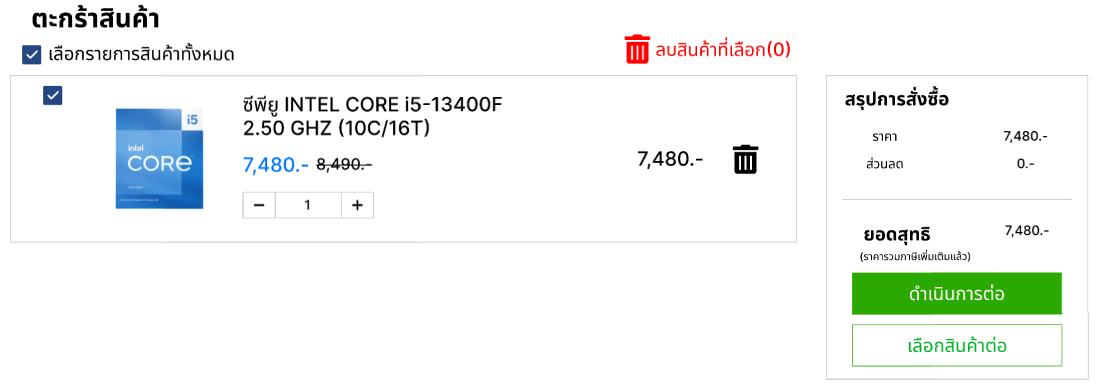 ตะกร้าสินค้า
เลือกรายการสินค้าทั้งหมด
ลบสินค้าที่เลือก(0)
i5
intel
CORE
ซีพียู INTEL CORE i5-13400F
2.50 GHZ (10C/16T)
7,480.- 8,490.-
7,480.-
− 1 +
สรุปการสั่งซื้อ
ราคา 7,480.-
ส่วนลด 0.-
ยอดสุทธิ 7,480.-
(ราคารวมภาษีเพิ่มเติมแล้ว)
ดำเนินการต่อ
เลือกสินค้าต่อ